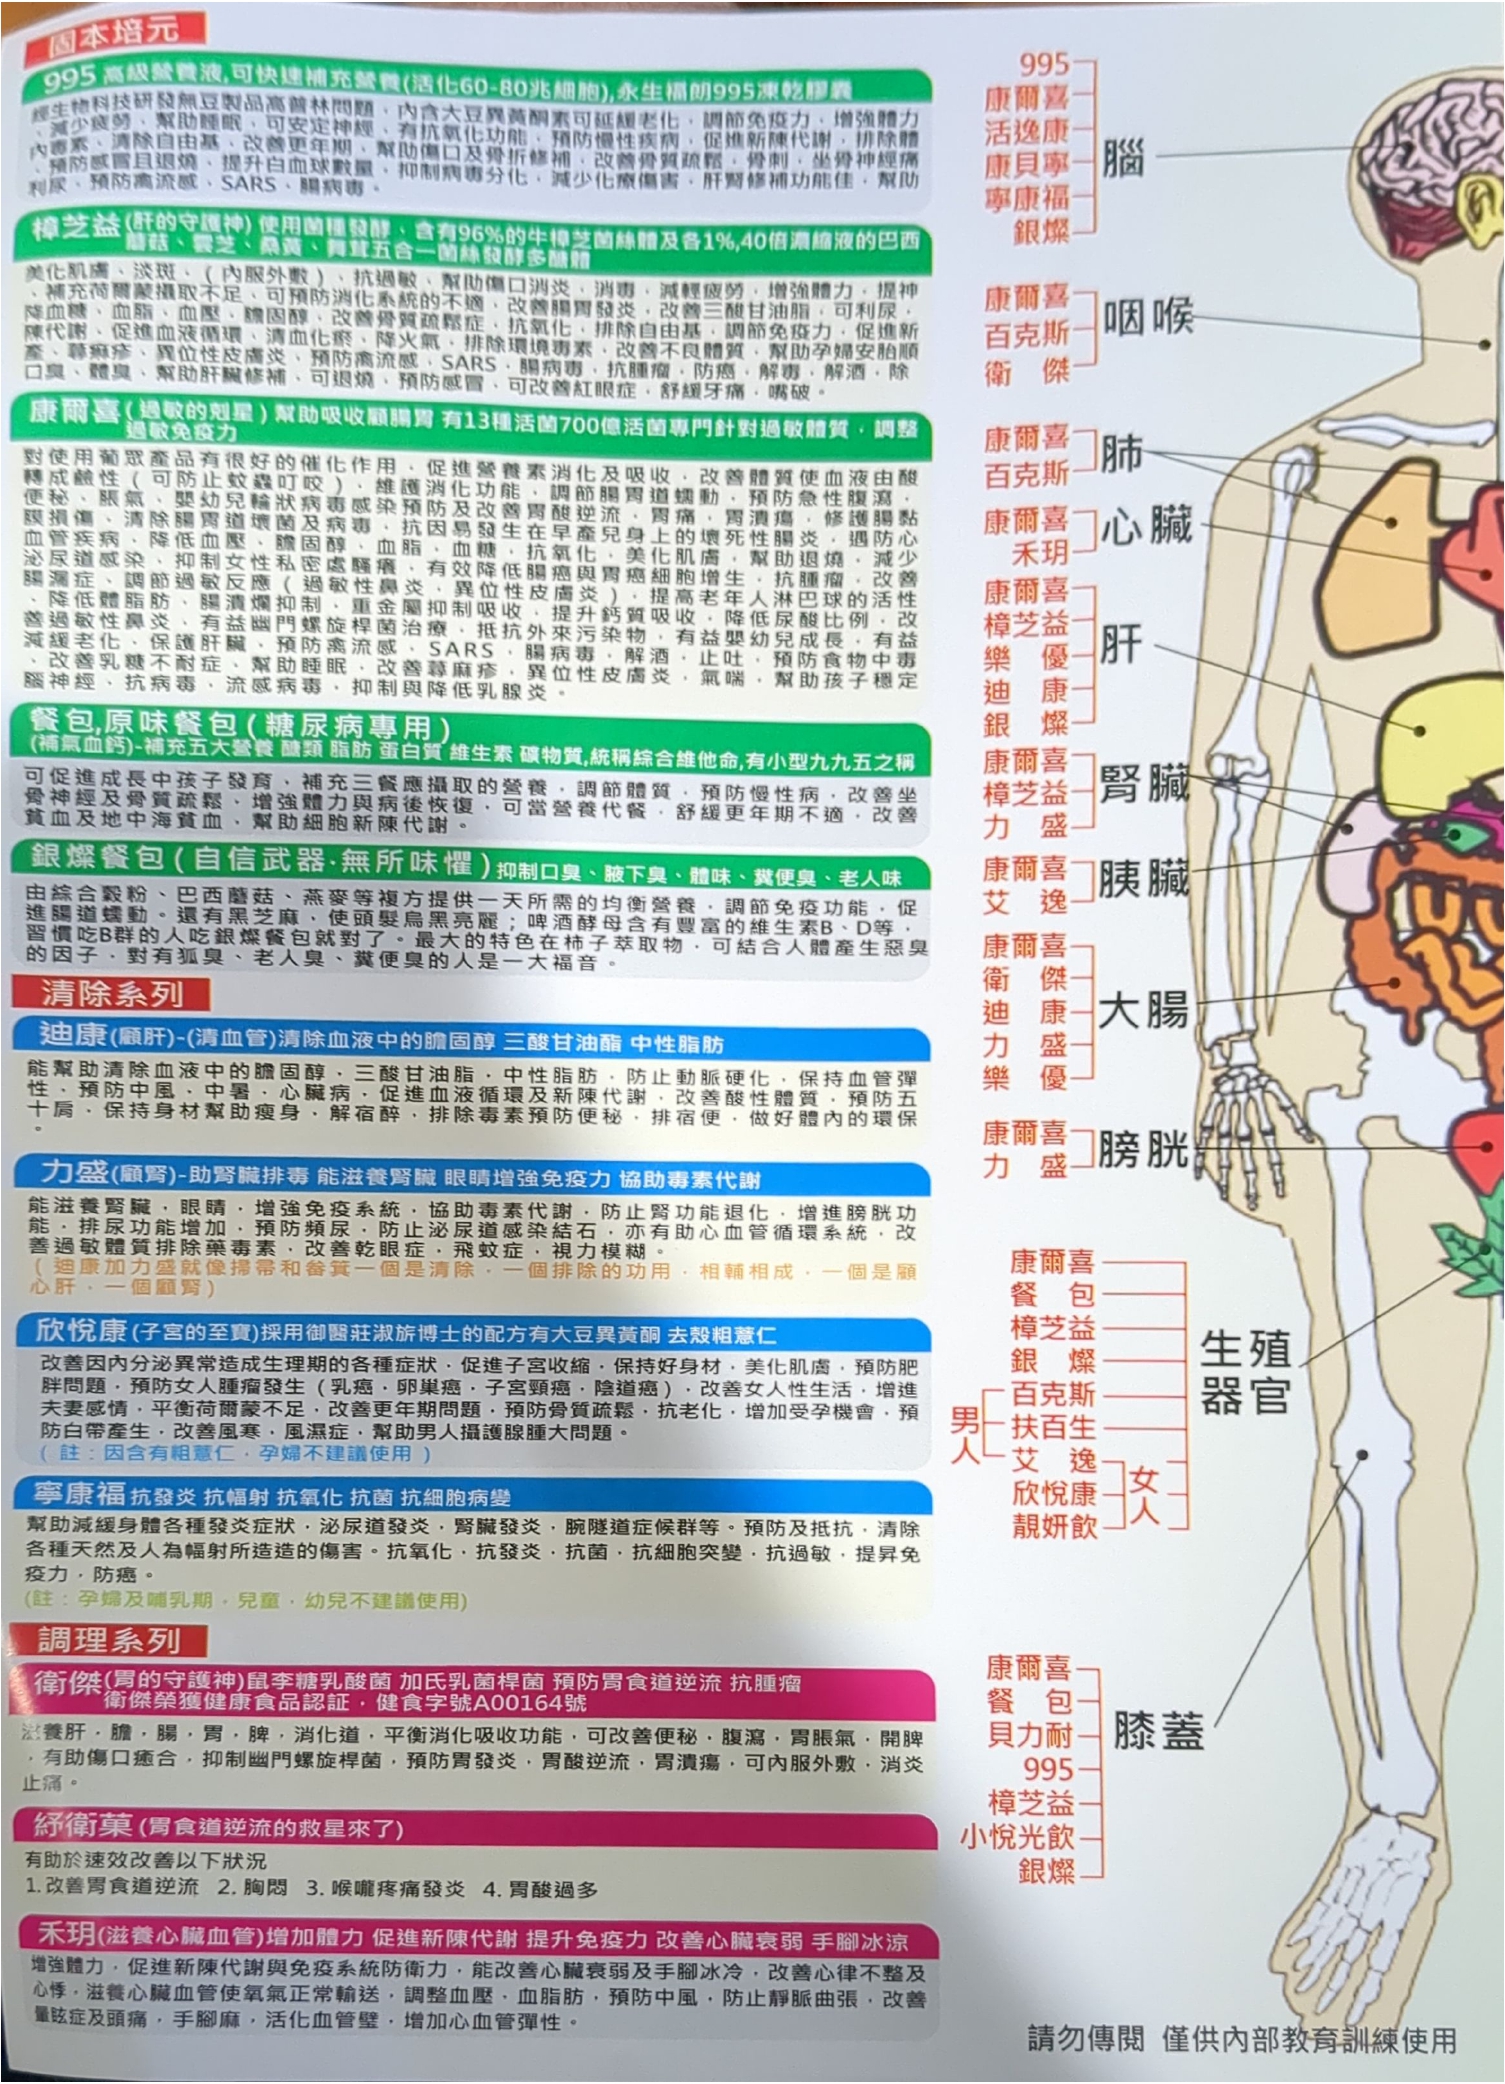 固本培元
995 高級營養液,可快速補充營養(活化60-80兆細胞),永生福朗995凍乾膠囊
經生物科技研發無豆製品高普林問題﹐內含大豆異黃酮素可延緩老化﹐調節免疫力﹐增強體力
﹐減少疲勞﹐幫助睡眠﹐可安定神經﹐有抗氧化功能﹐預防慢性疾病﹐促進新陳代謝﹐排除體
內毒素﹐清除自由基﹐改善更年期﹐幫助傷口及骨折修補﹐改善骨質疏鬆﹐骨刺﹐坐骨神經痛
﹐預防感冒且退燒﹐提升白血球數量﹐抑制病毒分化﹐減少化療傷害﹐肝腎修補功能佳﹐幫助
利尿﹐預防禽流感﹑SARS﹑腸病毒。
樟芝益(肝的守護神) 使用菌種發酵﹑含有96%的牛樟芝菌絲體及各1%,40倍濃縮液的巴西
蘑菇、雲芝、桑黃、舞茸五合一菌絲發酵多醣體
美化肌膚﹑淡斑﹐(內服外敷)﹐抗過敏﹐幫助傷口消炎﹐消毒﹐減輕疲勞﹐增強體力﹐提神
﹐補充荷爾蒙攝取不足﹐可預防消化系統的不適﹐改善腸胃發炎﹐改善三酸甘油脂﹐可利尿﹐
降血糖﹐血脂﹐血壓﹐膽固醇﹐改善骨質疏鬆症﹐抗氧化﹐排除自由基﹐調節免疫力﹐促進新
陳代謝﹐促進血液循環﹐清血化瘀﹐降火氣﹐排除環境毒素﹐改善不良體質﹐幫助孕婦安胎順
產﹐蕁麻疹﹐異位性皮膚炎﹐預防禽流感﹐SARS﹐腸病毒﹐抗腫瘤﹐防癌﹐解毒﹐解酒﹐除
口臭﹐體臭﹐幫助肝臟修補﹐可退燒﹐預防感冒﹐可改善紅眼症﹐舒緩牙痛﹐嘴破。
康爾喜(過敏的剋星)幫助吸收顧腸胃 有13種活菌700億活菌專門針對過敏體質﹐調整
過敏免疫力
對使用葡眾產品有很好的催化作用﹐促進營養素消化及吸收﹐改善體質使血液由酸
轉成鹼性(可防止蚊蟲叮咬)﹐維護消化功能﹐調節腸胃道蠕動﹐預防急性腹瀉﹐
便秘﹐脹氣﹐嬰幼兒輪狀病毒感染預防及改善胃酸逆流﹐胃痛﹐胃潰瘍﹐修護腸黏
膜損傷﹐清除腸胃道壞菌及病毒﹐抗因易發生在早產兒身上的壞死性腸炎﹐遇防心
血管疾病﹐降低血壓﹐膽固醇﹐血脂﹐血糖﹐抗氧化﹐美化肌膚﹐幫助退燒﹐減少
泌尿道感染﹐抑制女性私密處騷癢﹐有效降低腸癌與胃癌細胞增生﹐抗腫瘤﹐改善
腸漏症﹐調節過敏反應(過敏性鼻炎﹐異位性皮膚炎)﹐提高老年人淋巴球的活性
﹐降低體脂肪﹐腸潰爛抑制﹐重金屬抑制吸收﹐提升鈣質吸收﹐降低尿酸比例﹐改
善過敏性鼻炎﹐有益幽門螺旋桿菌治療﹐抵抗外來污染物﹐有益嬰幼兒成長﹐有益
減緩老化﹐保護肝臟﹐預防禽流感﹐SARS﹐腸病毒﹐解酒﹐止吐﹐預防食物中毒
﹐改善乳糖不耐症﹐幫助睡眠﹐改善蕁麻疹﹐異位性皮膚炎﹐氣喘﹐幫助孩子穩定
腦神經﹐抗病毒﹐流感病毒﹐抑制與降低乳腺炎。
餐包,原味餐包(糖尿病專用)
(補氣血鈣)-補充五大營養 醣類 脂肪 蛋白質 維生素 礦物質,統稱綜合維他命,有小型九九五之稱
可促進成長中孩子發育﹐補充三餐應攝取的營養﹐調節體質﹐預防慢性病﹐改善坐
骨神經及骨質疏鬆﹐增強體力與病後恢復﹐可當營養代餐﹐舒緩更年期不適﹐改善
貧血及地中海貧血﹐幫助細胞新陳代謝。
銀燦餐包(自信武器·無所味懼)抑制口臭、腋下臭、體味、糞便臭、老人味
由綜合穀粉、巴西蘑菇、燕麥等複方提供一天所需的均衡營養﹐調節免疫功能﹐促
進腸道蠕動。還有黑芝麻﹐使頭髮烏黑亮麗；啤酒酵母含有豐富的維生素B、D等﹐
習慣吃B群的人吃銀燦餐包就對了。最大的特色在柿子萃取物﹐可結合人體產生惡臭
的因子﹐對有狐臭、老人臭、糞便臭的人是一大福音。
清除系列
迪康(顧肝)-(清血管)清除血液中的膽固醇 三酸甘油酯 中性脂肪
能幫助清除血液中的膽固醇﹐三酸甘油脂﹐中性脂肪﹐防止動脈硬化﹐保持血管彈
性﹐預防中風﹐中暑﹐心臟病﹐促進血液循環及新陳代謝﹐改善酸性體質﹐預防五
十肩﹐保持身材幫助瘦身﹐解宿醉﹐排除毒素預防便秘﹐排宿便﹐做好體內的環保
。
力盛(顧腎)-助腎臟排毒 能滋養腎臟 眼睛增強免疫力 協助毒素代謝
能滋養腎臟﹐眼睛﹐增強免疫系統﹐協助毒素代謝﹐防止腎功能退化﹐增進膀胱功
能﹐排尿功能增加﹐預防頻尿﹐防止泌尿道感染結石﹐亦有助心血管循環系統﹐改
善過敏體質排除藥毒素﹐改善乾眼症﹐飛蚊症﹐視力模糊。
(迪康加力盛就像掃帚和畚箕一個是清除﹐一個排除的功用﹐相輔相成﹐一個是顧
心肝﹐一個顧腎)
欣悅康(子宮的至寶)採用御醫莊淑旂博士的配方有大豆異黃酮 去殼粗薏仁
改善因內分泌異常造成生理期的各種症狀﹐促進子宮收縮﹐保持好身材﹐美化肌膚﹐預防肥
胖問題﹐預防女人腫瘤發生(乳癌﹐卵巢癌﹐子宮頸癌﹐陰道癌)﹐改善女人性生活﹐增進
夫妻感情﹐平衡荷爾蒙不足﹐改善更年期問題﹐預防骨質疏鬆﹐抗老化﹐增加受孕機會﹐預
防白帶產生﹐改善風寒﹐風濕症﹐幫助男人攝護腺腫大問題。
(註：因含有粗薏仁﹐孕婦不建議使用)
寧康福 抗發炎 抗幅射 抗氧化 抗菌 抗細胞病變
幫助減緩身體各種發炎症狀﹐泌尿道發炎﹐腎臟發炎﹐腕隧道症候群等。預防及抵抗﹐清除
各種天然及人為幅射所造造的傷害。抗氧化﹐抗發炎﹐抗菌﹐抗細胞突變﹐抗過敏﹐提昇免
疫力﹐防癌。
(註：孕婦及哺乳期﹐兒童﹐幼兒不建議使用)
調理系列
衛傑(胃的守護神)鼠李糖乳酸菌 加氏乳菌桿菌 預防胃食道逆流 抗腫瘤
衛傑榮獲健康食品認証﹐健食字號A00164號
滋養肝﹐膽﹐腸﹐胃﹐脾﹐消化道﹐平衡消化吸收功能﹐可改善便秘﹐腹瀉﹐胃脹氣﹐開脾
﹐有助傷口癒合﹐抑制幽門螺旋桿菌﹐預防胃發炎﹐胃酸逆流﹐胃潰瘍﹐可內服外敷﹐消炎
止痛。
紓衛菓(胃食道逆流的救星來了)
有助於速效改善以下狀況
1.改善胃食道逆流 2.胸悶 3.喉嚨疼痛發炎 4.胃酸過多
禾玥(滋養心臟血管)增加體力 促進新陳代謝 提升免疫力 改善心臟衰弱 手腳冰涼
增強體力﹐促進新陳代謝與免疫系統防衛力﹐能改善心臟衰弱及手腳冰冷﹐改善心律不整及
心悸﹐滋養心臟血管使氧氣正常輸送﹐調整血壓﹐血脂肪﹐預防中風﹐防止靜脈曲張﹐改善
暈眩症及頭痛﹐手腳麻﹐活化血管壁﹐增加心血管彈性。
995
康爾喜
活逸康
康貝寧
寧康福
銀燦
腦
康爾喜
百克斯
衛 傑
咽喉
康爾喜
百克斯
肺
康爾喜
禾玥
心臟
康爾喜
樟芝益
樂 優
迪 康
銀 燦
肝
康爾喜
樟芝益
力 盛
腎臟
康爾喜
艾 逸
胰臟
康爾喜
衛 傑
迪 康
力 盛
樂 優
大腸
康爾喜
力 盛
膀胱
康爾喜
餐 包
樟芝益
銀 燦
百克斯
扶百生
艾 逸
欣悅康
靚妍飲
男人
女人
生殖
器官
康爾喜
餐 包
貝力耐
995
樟芝益
小悅光飲
銀燦
膝蓋
請勿傳閱 僅供內部教育訓練使用